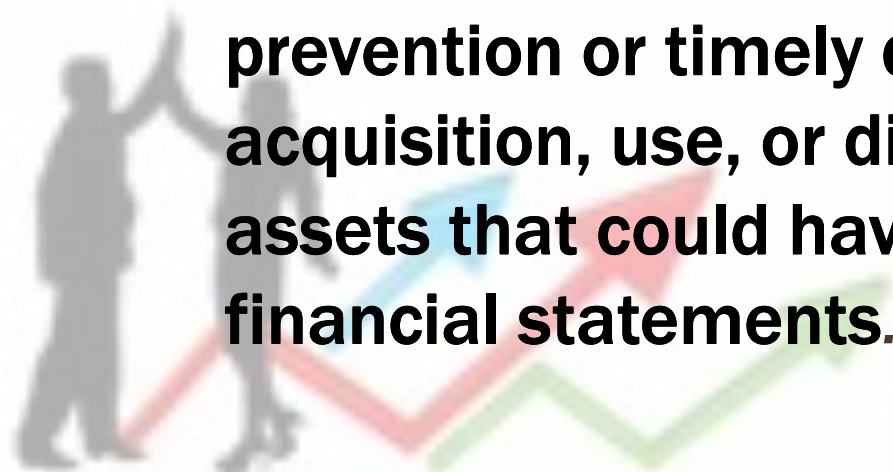 prevention or timely
acquisition, use, or
assets that could
financial statements.